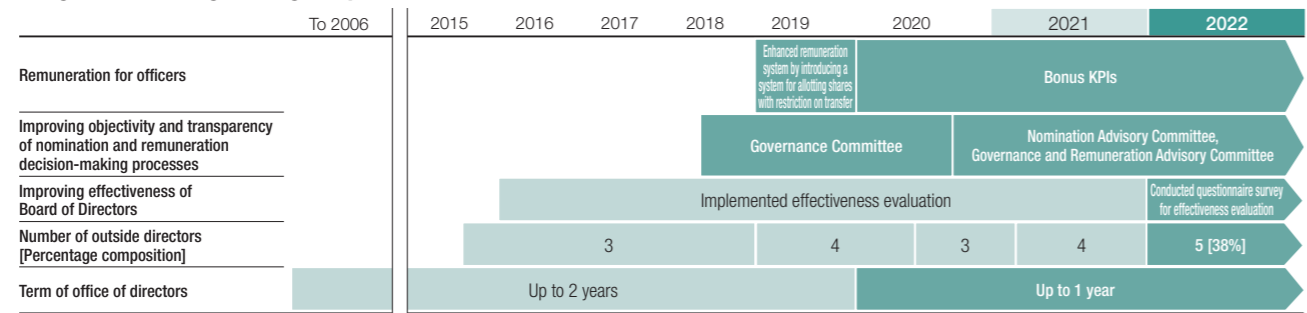 To 2006 2015 2016 2017 2018 2019 2020 2021 2022
Remuneration for officers
Enhanced remuneration
system by introducing a
system for allotting shares
with restriction on transfer
Bonus KPIs
Improving objectivity and transparency
of nomination and remuneration
decision-making processes
Governance Committee
Nomination Advisory Committee,
Governance and Remuneration Advisory Committee
Improving effectiveness of
Board of Directors
Implemented effectiveness evaluation
Conducted questionnaire survey
for effectiveness evaluation
Number of outside directors
[Percentage composition]
3 4 3 4 5 [38%]
Term of office of directors
Up to 2 years
Up to 1 year